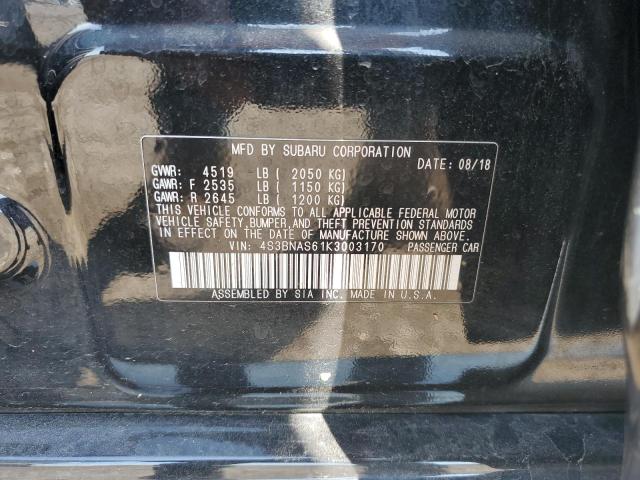 MFD BY SUBARU CORPORATION
DATE: 08/18
GVWR: 4519 LB ( 2050 KG)
GAWR: F 2535 LB ( 1150 KG)
GAWR: R 2645 LB ( 1200 KG)
THIS VEHICLE CONFORMS TO ALL APPLICABLE FEDERAL MOTOR
VEHICLE SAFETY,BUMPER,AND THEFT PREVENTION STANDARDS
IN EFFECT ON THE DATE OF MANUFACTURE SHOWN ABOVE.
VIN: 4S3BNAS61K3003170 PASSENGER CAR
ASSEMBLED BY SIA INC. MADE IN U.S.A.